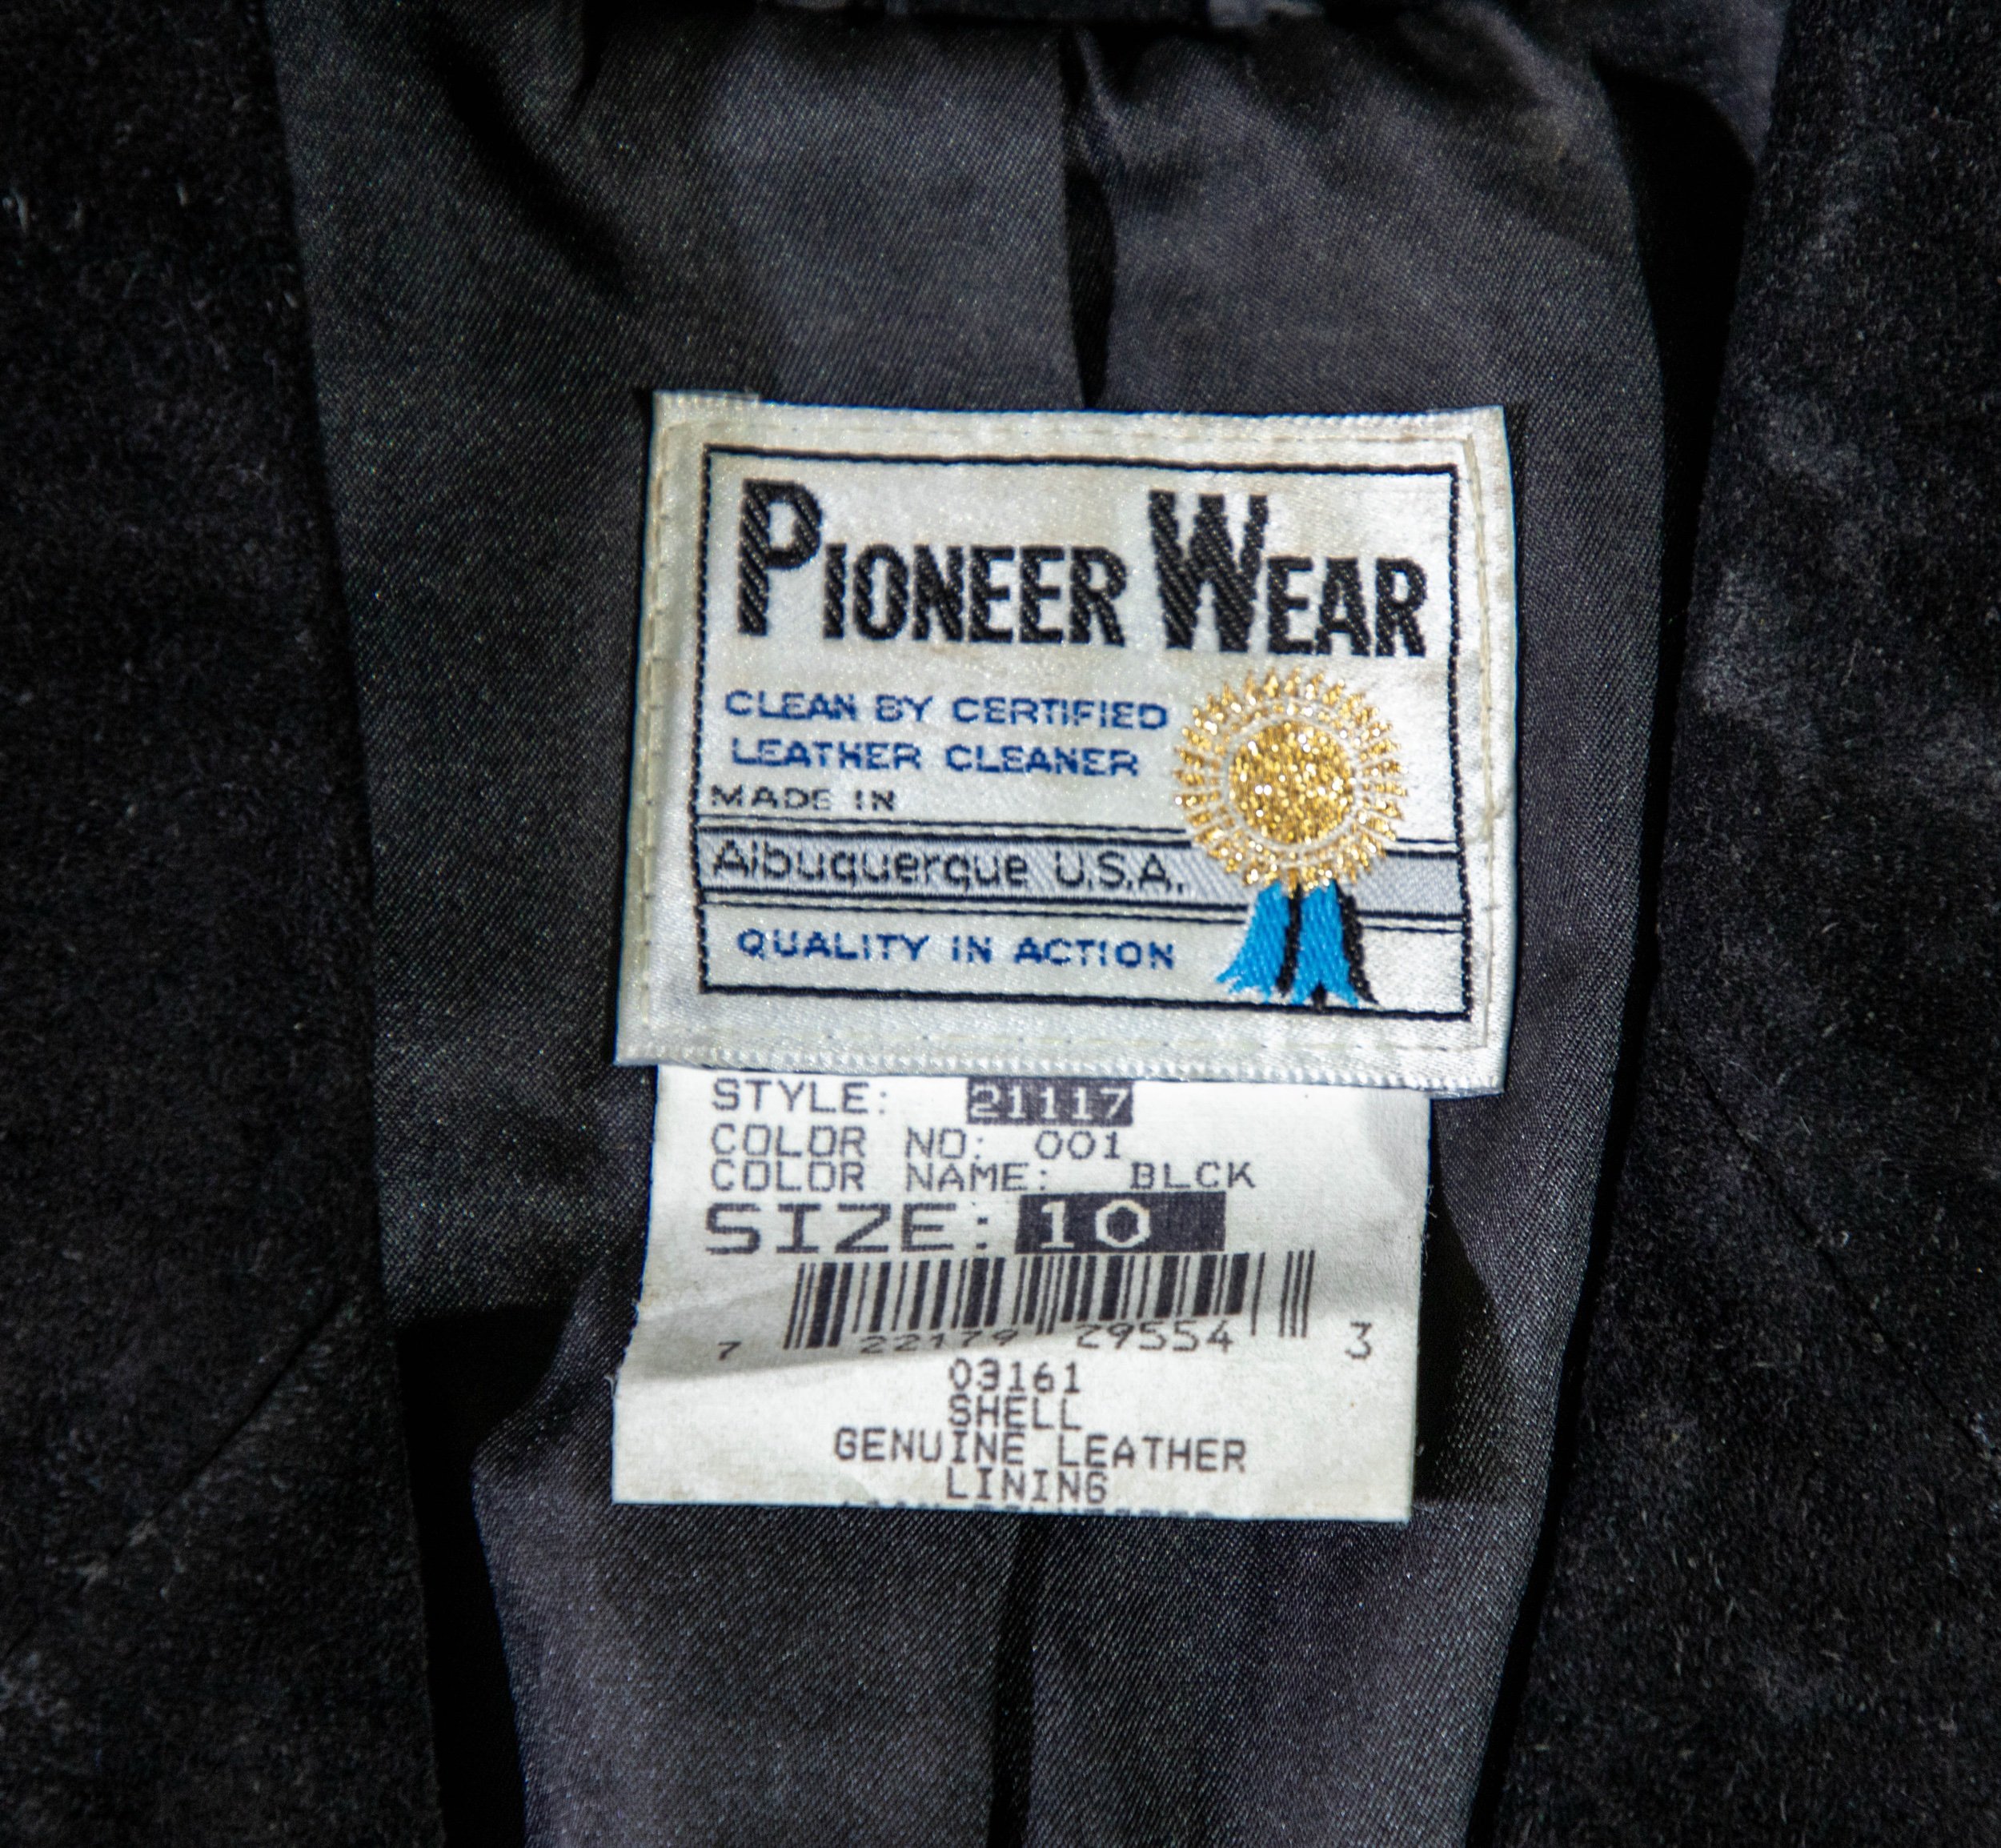 PIONEER WEAR
CLEAN BY CERTIFIED
LEATHER CLEANER
MADE IN
Albuquerque U.S.A.
QUALITY IN ACTION
STYLE: 21117
COLOR NO: 001
COLOR NAME: BLCK
SIZE: 10
7 22479 29554 3
03161
SHELL
GENUINE LEATHER
LINING